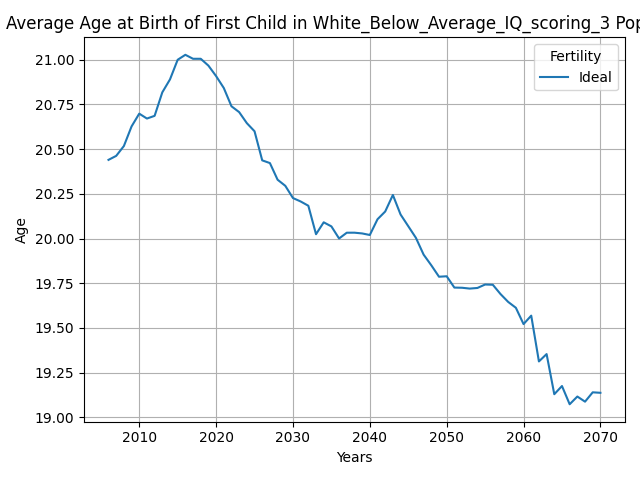 Average Age at Birth of First Child in White_Below_Average_IQ_scoring_3 Pop
Fertility
Ideal
21.00
20.75
20.50
20.25
20.00
19.75
19.50
19.25
19.00
Age
2010 2020 2030 2040 2050 2060 2070
Years